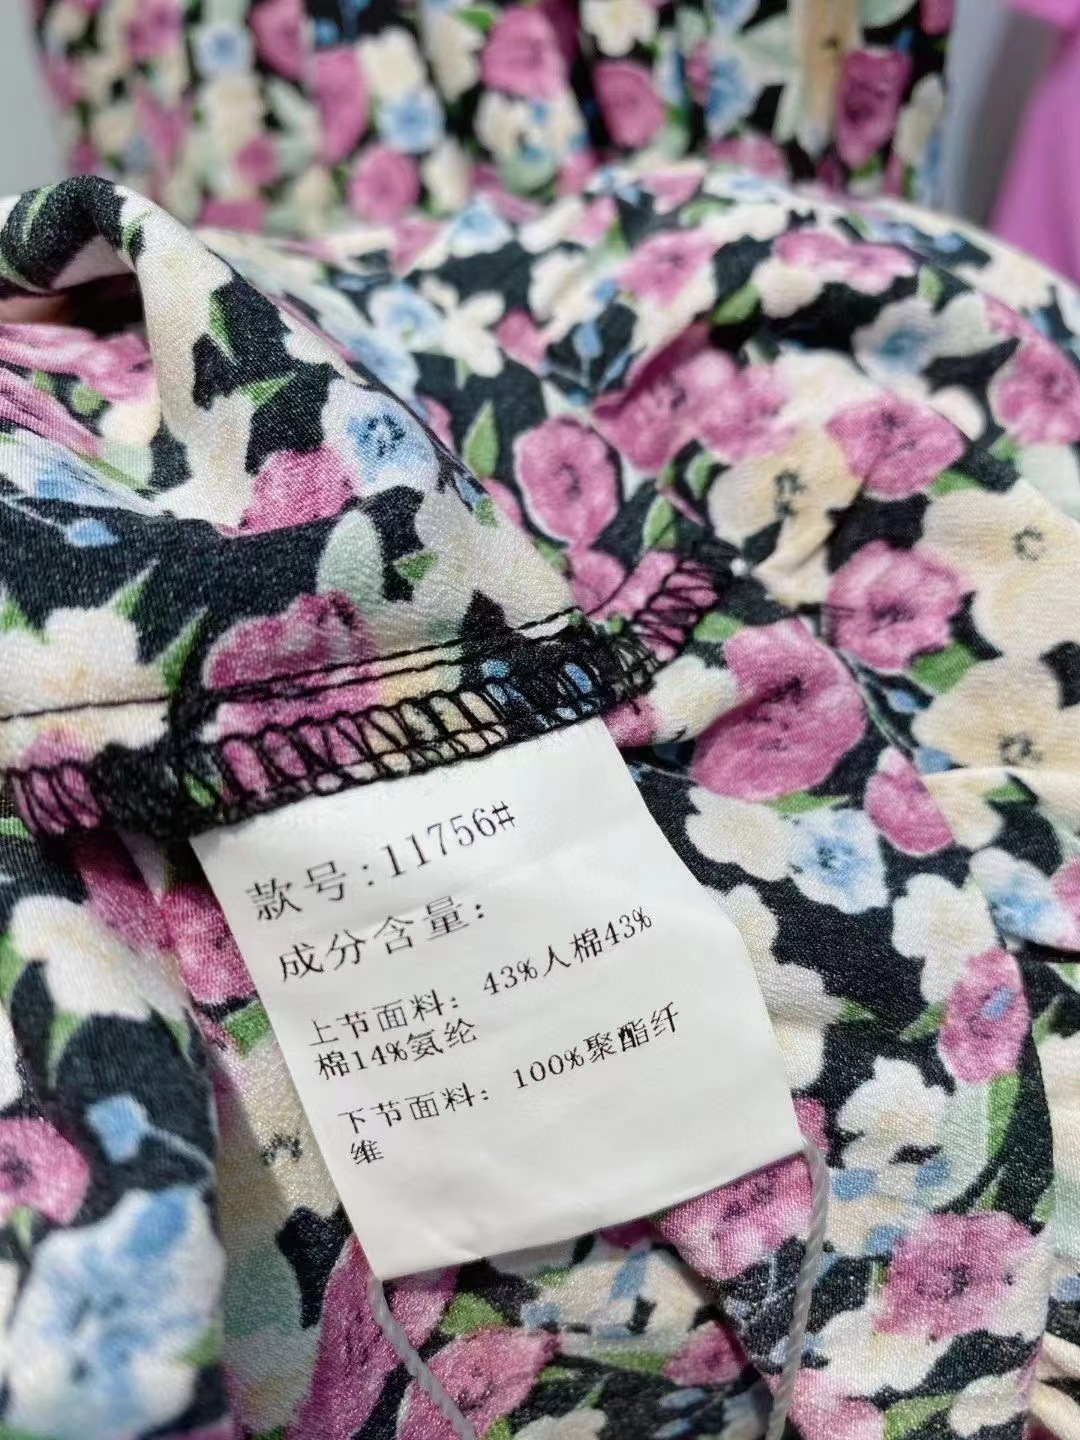 款号:11756#
成分含量:
上节面料: 43%人棉43%
棉14%氨纶
下节面料: 100%聚酯纤
维